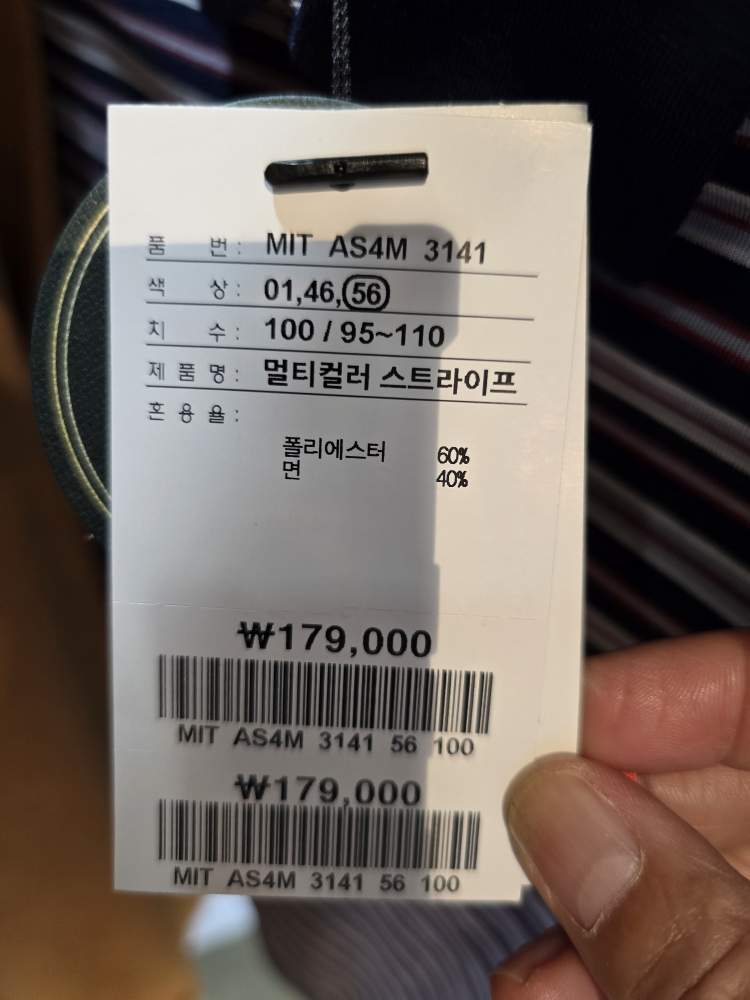 품 번 : MIT AS4M 3141
색 상 : 01,46,56
치 수 : 100 / 95~110
제 품 명 : 멀티컬러 스트라이프
혼 용 율 :
폴리에스터 60%
면 40%
₩179,000
MIT AS4M 3141 56 100
₩179,000
MIT AS4M 3141 56 100